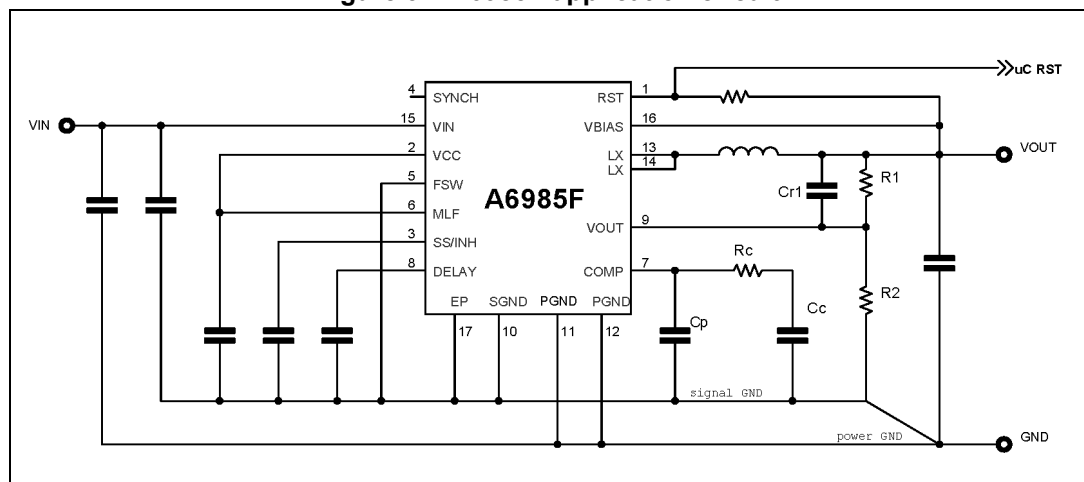 uC RST
4
SYNCH
RST
1
VIN
15
VIN
VBIAS
16
2
VCC
LX
13
LX
14
VOUT
5
FSW
A6985F
Cr1
R1
6
MLF
3
SS/INH
VOUT
9
8
DELAY
COMP
7
Rc
EP
SGND
PGND
PGND
R2
17
10
11
12
Cp
Cc
signal GND
power GND
GND